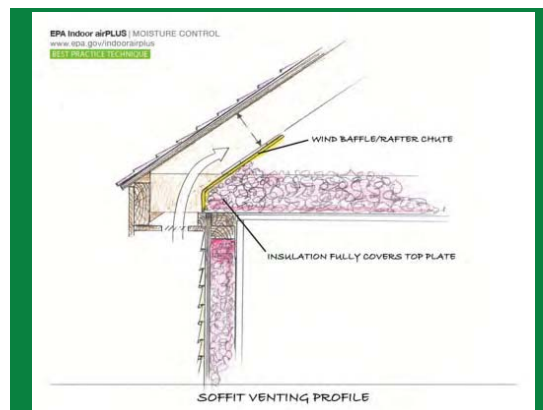 EPA Indoor airPLUS | MOISTURE CONTROL
www.epa.gov/indoorairplus
BEST PRACTICE TECHNIQUE
WIND BAFFLE/RAFTER CHUTE
INSULATION FULLY COVERS TOP PLATE
SOFFIT VENTING PROFILE